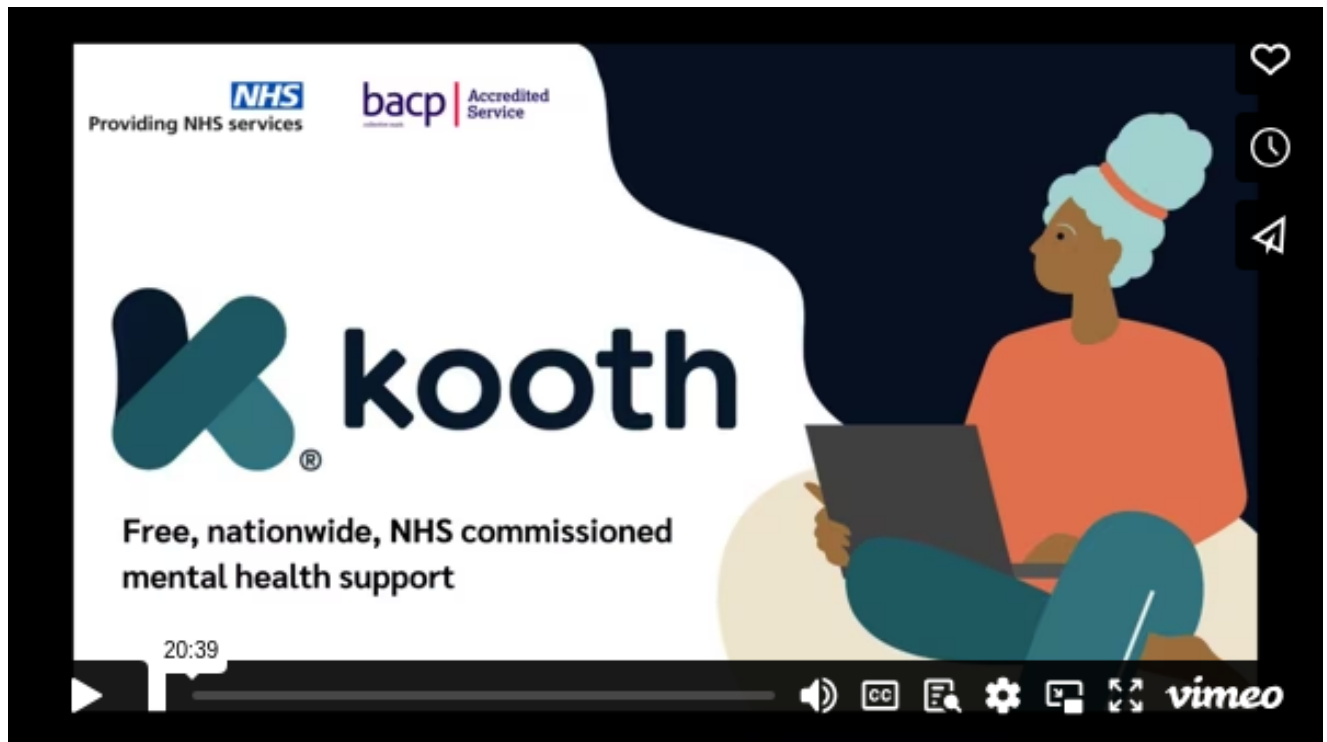 NHS
Providing NHS services
bacp
Accredited
Service
kooth
®
Free, nationwide, NHS commissioned
mental health support
20:39
CC
vimeo